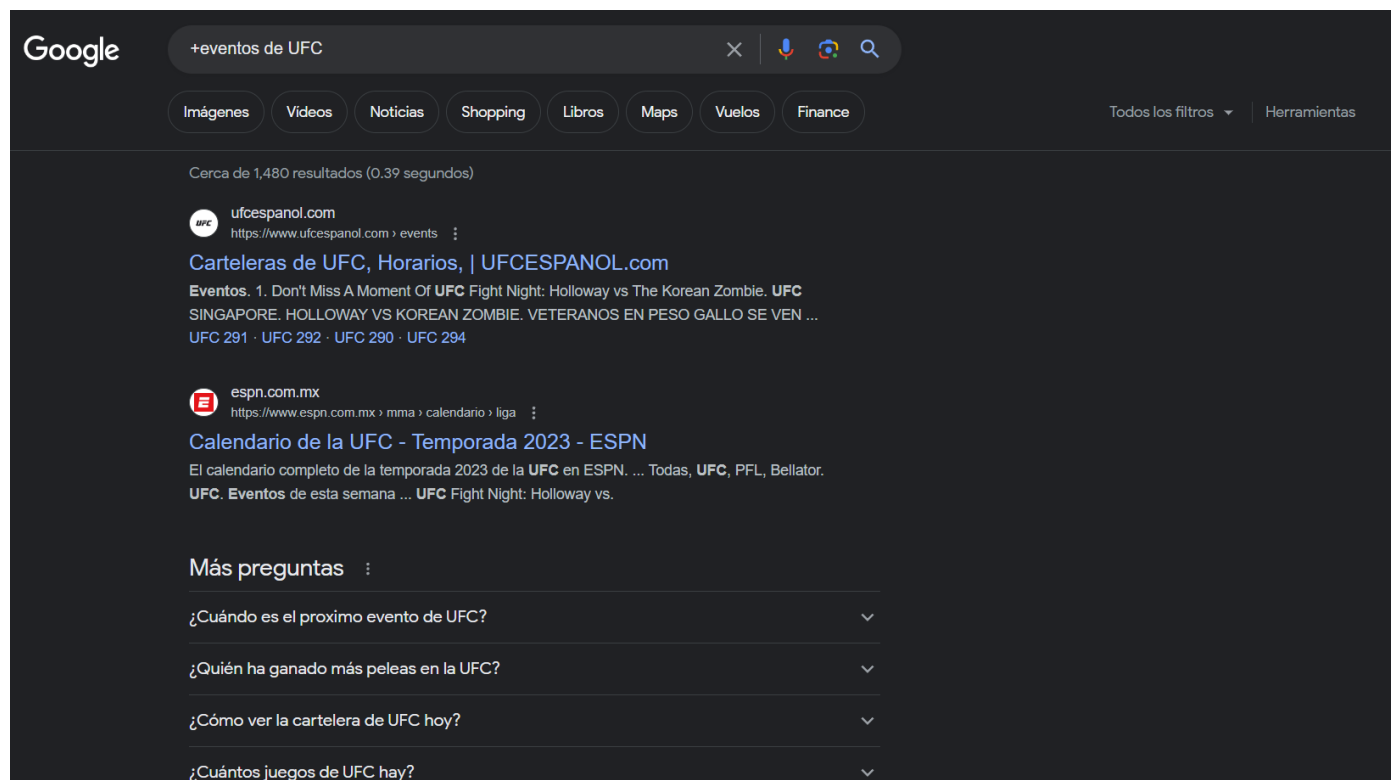 Google
+eventos de UFC
Imágenes Vídeos Noticias Shopping Libros Maps Vuelos Finance Todos los filtros Herramientas
Cerca de 1,480 resultados (0.39 segundos)
UFC
ufcespanol.com
https://www.ufcespanol.com › events
Carteleras de UFC, Horarios, | UFCESPANOL.com
Eventos. 1. Don't Miss A Moment Of UFC Fight Night: Holloway vs The Korean Zombie. UFC
SINGAPORE. HOLLOWAY VS KOREAN ZOMBIE. VETERANOS EN PESO GALLO SE VEN ...
UFC 291 · UFC 292 · UFC 290 · UFC 294
E
espn.com.mx
https://www.espn.com.mx › mma › calendario › liga
Calendario de la UFC - Temporada 2023 - ESPN
El calendario completo de la temporada 2023 de la UFC en ESPN. ... Todas, UFC, PFL, Bellator.
UFC. Eventos de esta semana ... UFC Fight Night: Holloway vs.
Más preguntas
¿Cuándo es el proximo evento de UFC?
¿Quién ha ganado más peleas en la UFC?
¿Cómo ver la cartelera de UFC hoy?
¿Cuántos juegos de UFC hay?